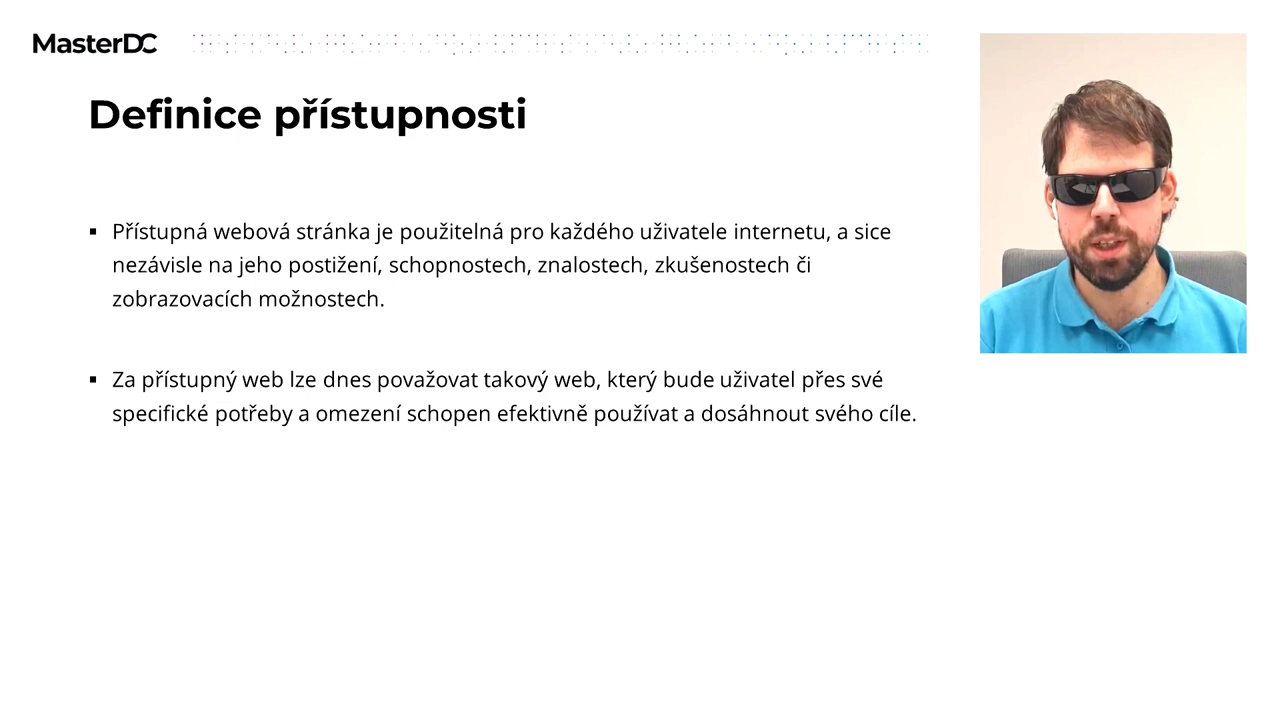 MasterDC
Definice přístupnosti
▪ Přístupná webová stránka je použitelná pro každého uživatele internetu, a sice
nezávisle na jeho postižení, schopnostech, znalostech, zkušenostech či
zobrazovacích možnostech.
▪ Za přístupný web lze dnes považovat takový web, který bude uživatel přes své
specifické potřeby a omezení schopen efektivně používat a dosáhnout svého cíle.